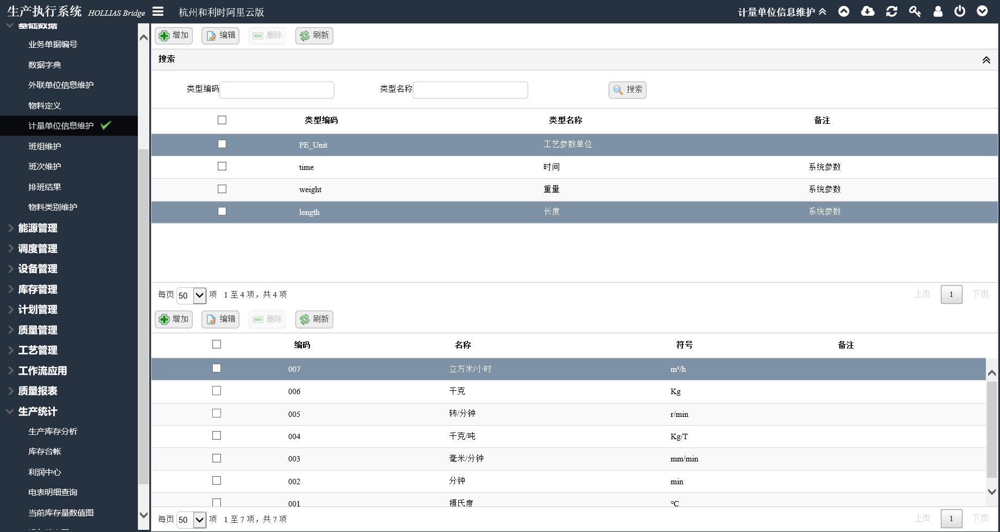 生产执行系统 HOLLIAS Bridge 杭州和利时阿里云版 计量单位信息维护
基础数据
业务单据编号
数据字典
外联单位信息维护
物料定义
计量单位信息维护
班组维护
班次维护
排班结果
物料类别维护
能源管理
调度管理
设备管理
库存管理
计划管理
质量管理
工艺管理
工作流应用
质量报表
生产统计
生产库存分析
库存台帐
利润中心
电表明细查询
当前库存量数值图
增加 编辑 删除 刷新
搜索
类型编码 类型名称 搜索
类型编码 类型名称 备注
PE_Unit 工艺参数单位
time 时间 系统参数
weight 重量 系统参数
length 长度 系统参数
每页 50 项 1 至 4 项，共 4 项 上页 1 下页
增加 编辑 删除 刷新
编码 名称 符号 备注
007 立方米/小时 m³/h
006 千克 Kg
005 转/分钟 r/min
004 千克/吨 Kg/T
003 毫米/分钟 mm/min
002 分钟 min
001 摄氏度 ℃
每页 50 项 1 至 7 项，共 7 项 上页 1 下页